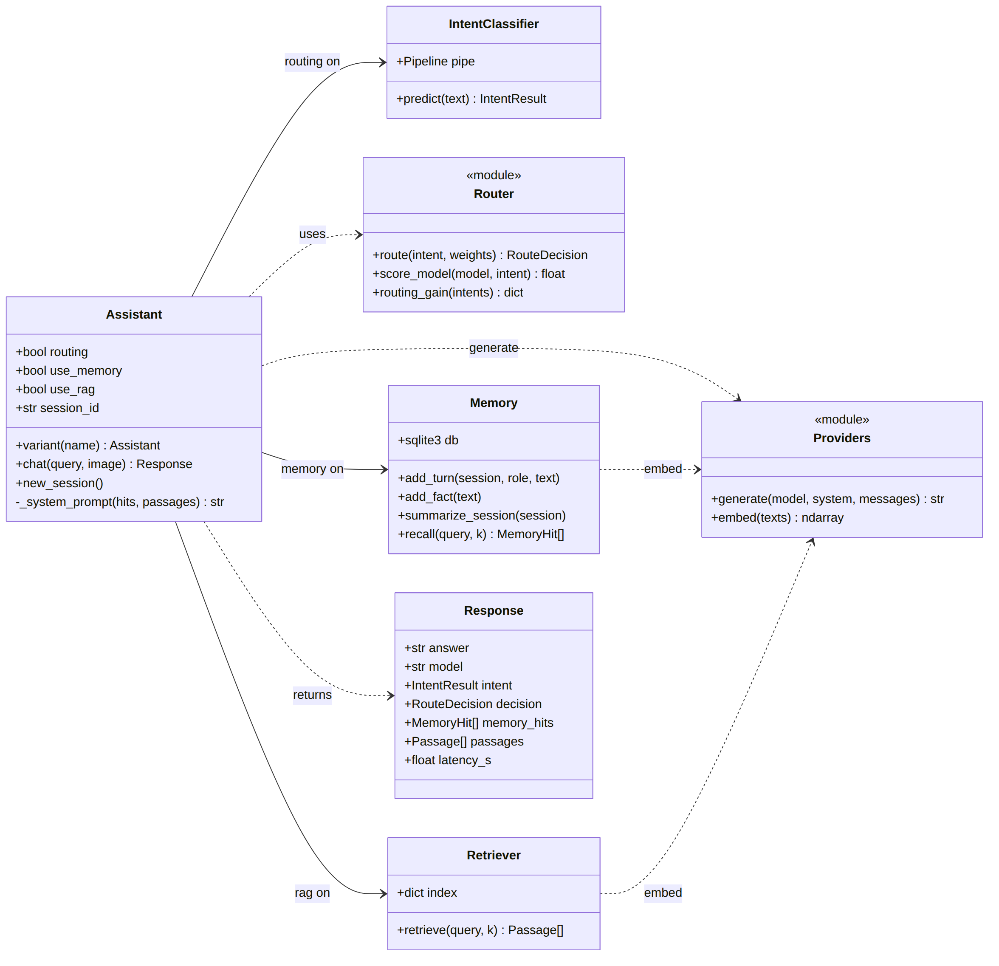 IntentClassifier
+Pipeline pipe
+predict(text) : IntentResult
routing on
«module»
Router
+route(intent, weights) : RouteDecision
+score_model(model, intent) : float
+routing_gain(intents) : dict
uses
Assistant
+bool routing
+bool use_memory
+bool use_rag
+str session_id
+variant(name) : Assistant
+chat(query, image) : Response
+new_session()
-_system_prompt(hits, passages) : str
generate
memory on
Memory
+sqlite3 db
+add_turn(session, role, text)
+add_fact(text)
+summarize_session(session)
+recall(query, k) : MemoryHit[]
embed
«module»
Providers
+generate(model, system, messages) : str
+embed(texts) : ndarray
returns
Response
+str answer
+str model
+IntentResult intent
+RouteDecision decision
+MemoryHit[] memory_hits
+Passage[] passages
+float latency_s
rag on
Retriever
+dict index
+retrieve(query, k) : Passage[]
embed